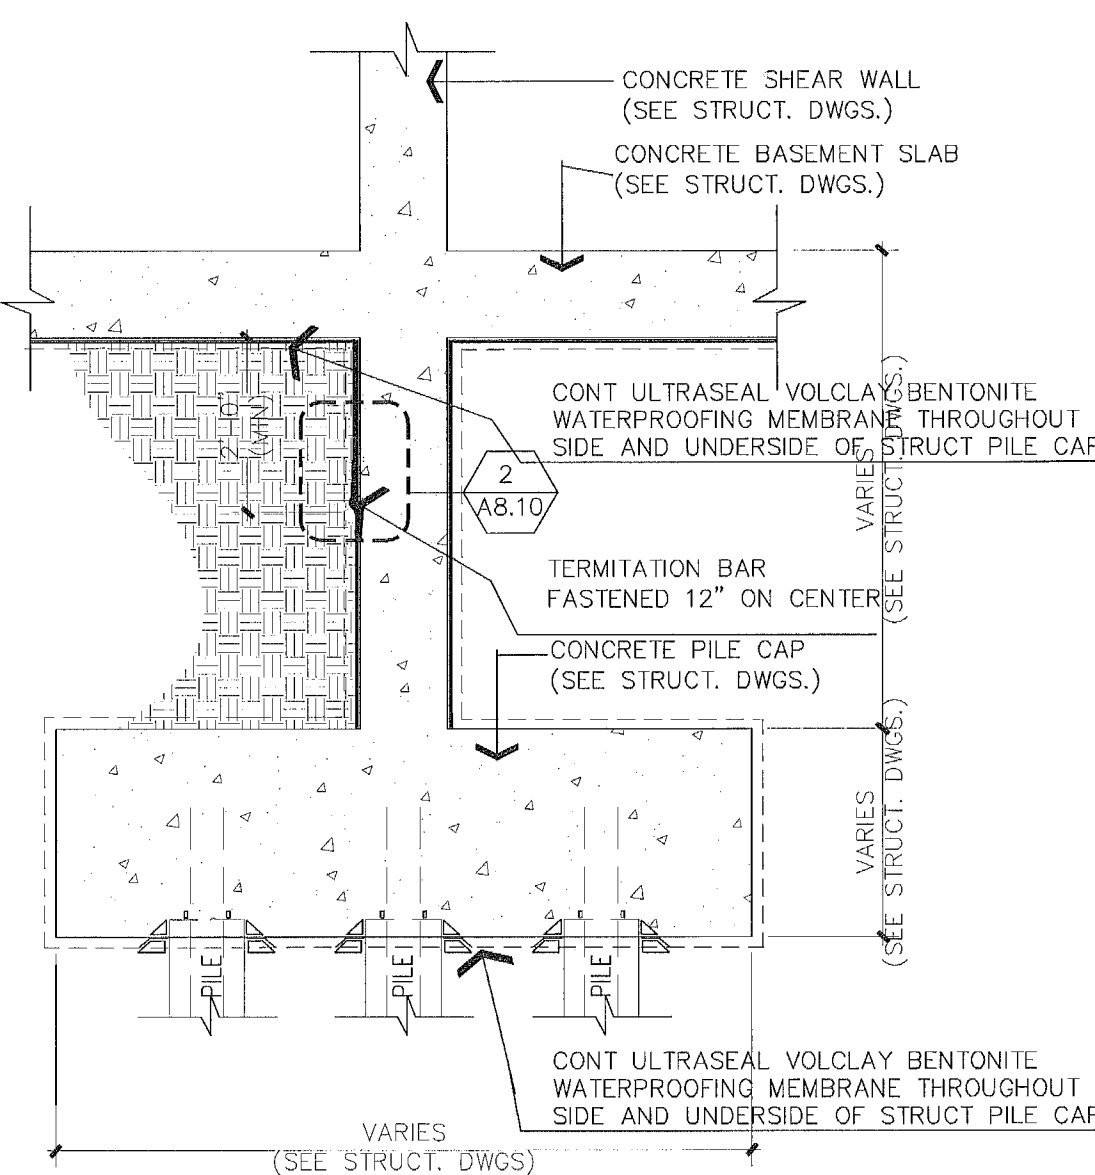 CONCRETE SHEAR WALL
(SEE STRUCT. DWGS.)
CONCRETE BASEMENT SLAB
(SEE STRUCT. DWGS.)
2'-0"
(MIN)
CONT ULTRASEAL VOLCLAY BENTONITE
WATERPROOFING MEMBRANE THROUGHOUT
SIDE AND UNDERSIDE OF STRUCT PILE CAP
VARIES
(SEE STRUCT. DWGS.)
2
A8.10
TERMITATION BAR
FASTENED 12" ON CENTER
CONCRETE PILE CAP
(SEE STRUCT. DWGS.)
VARIES
(SEE STRUCT. DWGS.)
PILE
PILE
PILE
CONT ULTRASEAL VOLCLAY BENTONITE
WATERPROOFING MEMBRANE THROUGHOUT
SIDE AND UNDERSIDE OF STRUCT PILE CAP
VARIES
(SEE STRUCT. DWGS)